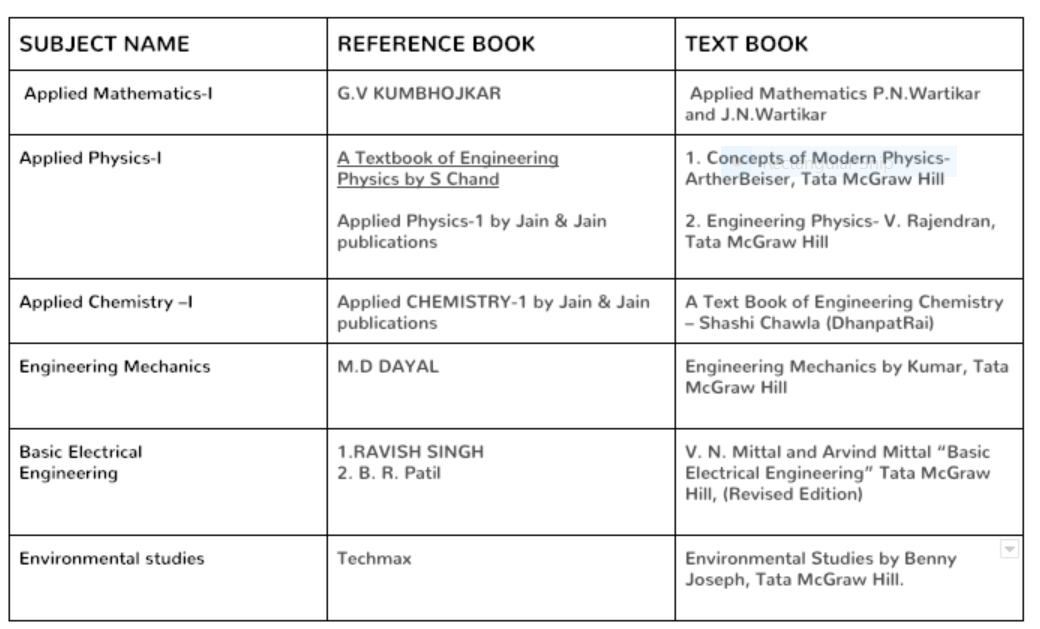 SUBJECT NAME
REFERENCE BOOK
TEXT BOOK
Applied Mathematics-I
G.V KUMBHOJKAR
Applied Mathematics P.N.Wartikar
and J.N.Wartikar
Applied Physics-I
A Textbook of Engineering
Physics by S Chand
Applied Physics-1 by Jain & Jain
publications
1. Concepts of Modern Physics-
ArtherBeiser, Tata McGraw Hill
2. Engineering Physics- V. Rajendran,
Tata McGraw Hill
Applied Chemistry –I
Applied CHEMISTRY-1 by Jain & Jain
publications
A Text Book of Engineering Chemistry
– Shashi Chawla (DhanpatRai)
Engineering Mechanics
M.D DAYAL
Engineering Mechanics by Kumar, Tata
McGraw Hill
Basic Electrical
Engineering
1.RAVISH SINGH
2. B. R. Patil
V. N. Mittal and Arvind Mittal “Basic
Electrical Engineering” Tata McGraw
Hill, (Revised Edition)
Environmental studies
Techmax
Environmental Studies by Benny
Joseph, Tata McGraw Hill.